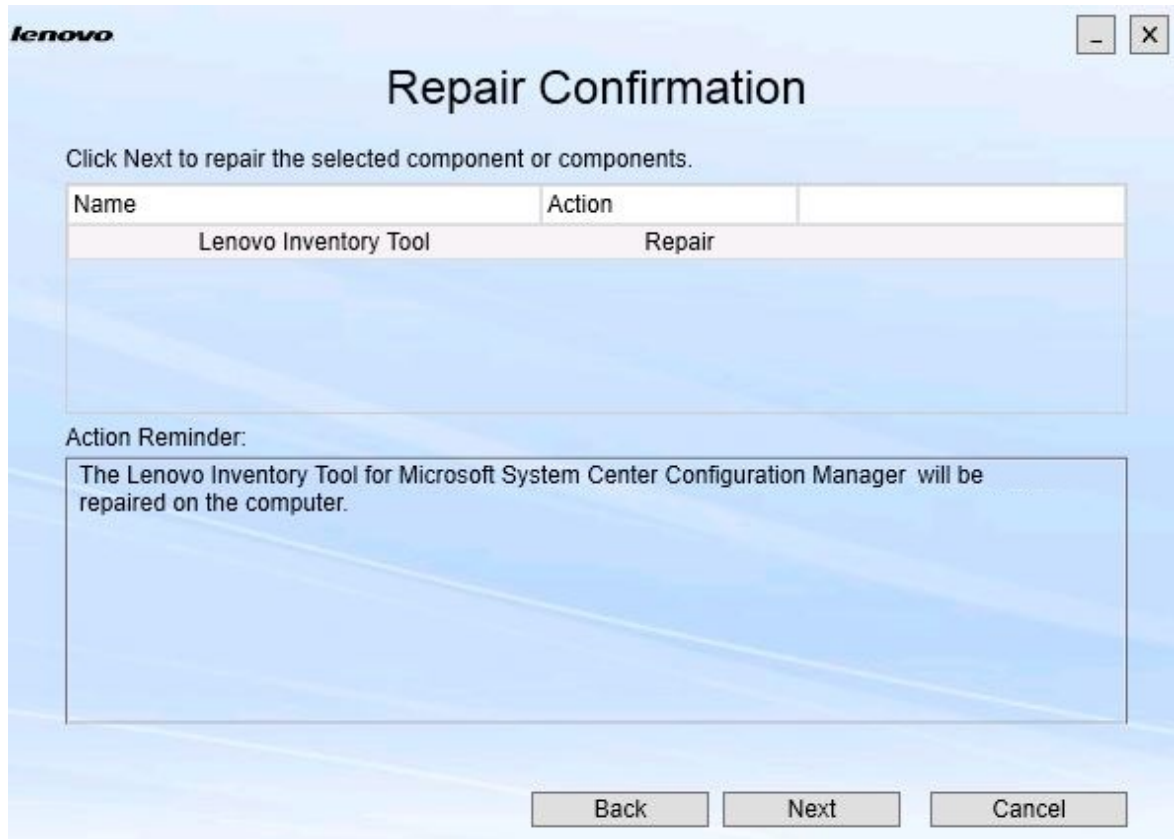 lenovo
_ X
Repair Confirmation
Click Next to repair the selected component or components.
Name Action
Lenovo Inventory Tool Repair
Action Reminder:
The Lenovo Inventory Tool for Microsoft System Center Configuration Manager will be
repaired on the computer.
Back Next Cancel